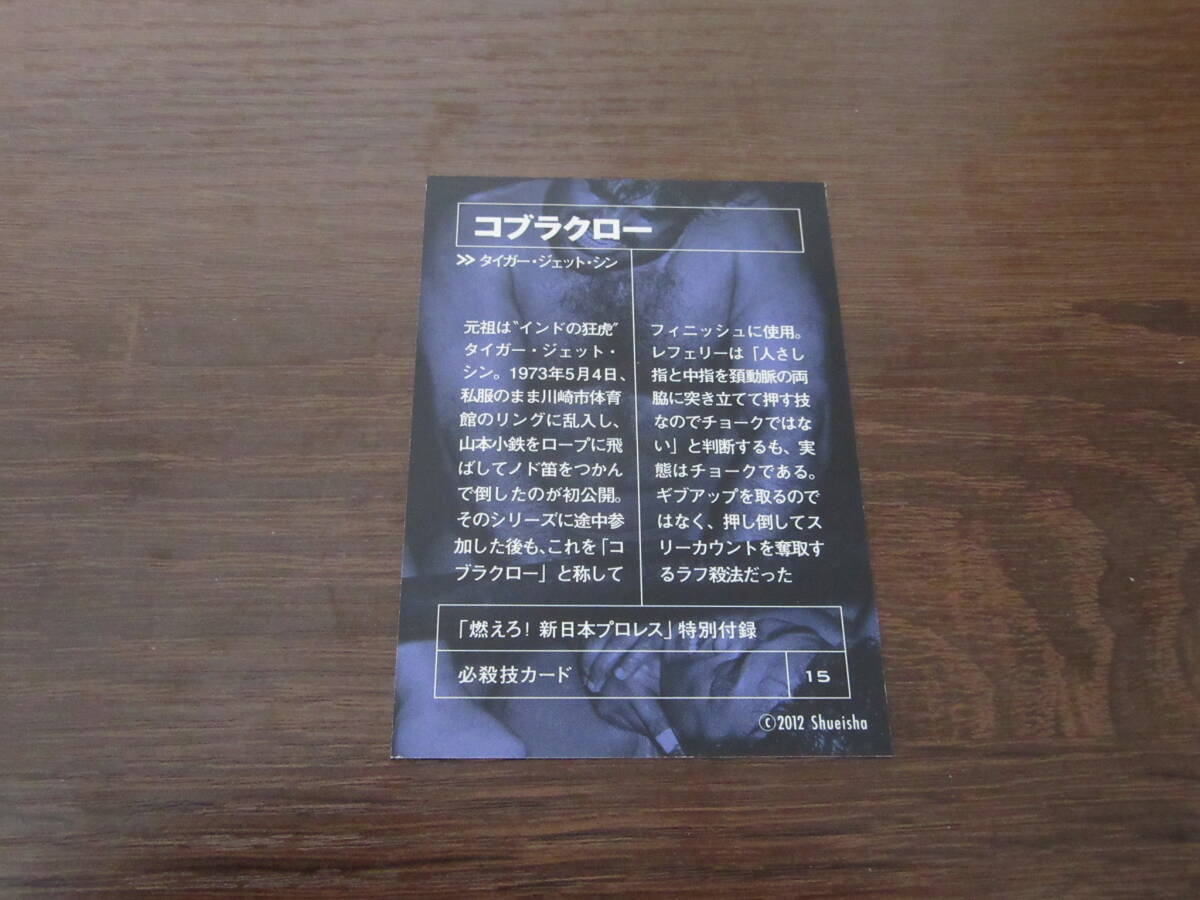 コブラクロー
≫タイガー・ジェット・シン
元祖は"インドの狂虎"
タイガー・ジェット・
シン。1973年5月4日、
私服のまま川崎市体育
館のリングに乱入し、
山本小鉄をロープに飛
ばしてノド笛をつかん
で倒したのが初公開。
そのシリーズに途中参
加した後も、これを「コ
ブラクロー」と称して
フィニッシュに使用。
レフェリーは「人さし
指と中指を頚動脈の両
脇に突き立てて押す技
なのでチョークではな
い」と判断するも、実
態はチョークである。
ギブアップを取るので
はなく、押し倒してス
リーカウントを奪取す
るラフ殺法だった
「燃えろ! 新日本プロレス」特別付録
必殺技カード 15
©2012 Shueisha